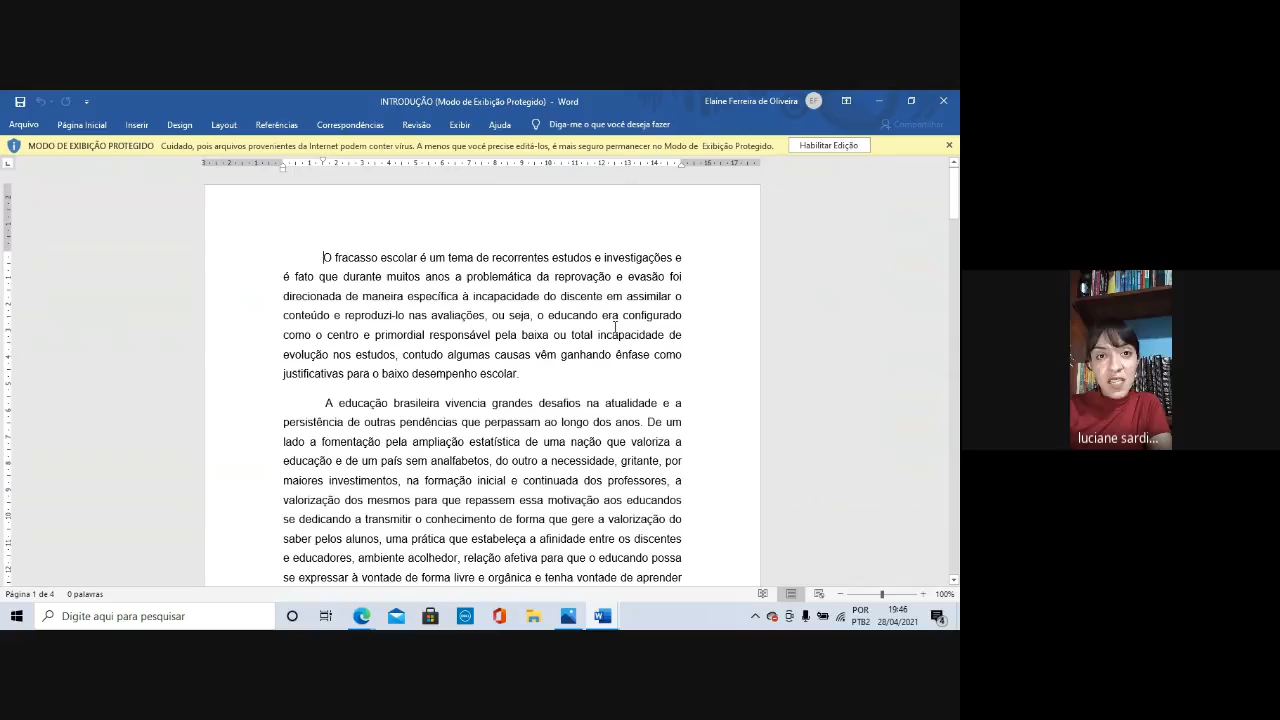 INTRODUÇÃO (Modo de Exibição Protegido) - Word
Elaine Ferreira de Oliveira
EF
Arquivo Página Inicial Inserir Design Layout Referências Correspondências Revisão Exibir Ajuda Diga-me o que você deseja fazer Compartilhar
MODO DE EXIBIÇÃO PROTEGIDO Cuidado, pois arquivos provenientes da Internet podem conter vírus. A menos que você precise editá-los, é mais seguro permanecer no Modo de Exibição Protegido. Habilitar Edição
O fracasso escolar é um tema de recorrentes estudos e investigações e
é fato que durante muitos anos a problemática da reprovação e evasão foi
direcionada de maneira específica à incapacidade do discente em assimilar o
conteúdo e reproduzi-lo nas avaliações, ou seja, o educando era configurado
como o centro e primordial responsável pela baixa ou total incapacidade de
evolução nos estudos, contudo algumas causas vêm ganhando ênfase como
justificativas para o baixo desempenho escolar.
A educação brasileira vivencia grandes desafios na atualidade e a
persistência de outras pendências que perpassam ao longo dos anos. De um
lado a fomentação pela ampliação estatística de uma nação que valoriza a
educação e de um país sem analfabetos, do outro a necessidade, gritante, por
maiores investimentos, na formação inicial e continuada dos professores, a
valorização dos mesmos para que repassem essa motivação aos educandos
se dedicando a transmitir o conhecimento de forma que gere a valorização do
saber pelos alunos, uma prática que estabeleça a afinidade entre os discentes
e educadores, ambiente acolhedor, relação afetiva para que o educando possa
se expressar à vontade de forma livre e orgânica e tenha vontade de aprender
luciane sardi...
Página 1 de 4 0 palavras 100%
Digite aqui para pesquisar
POR 19:46
PTB2 28/04/2021
4